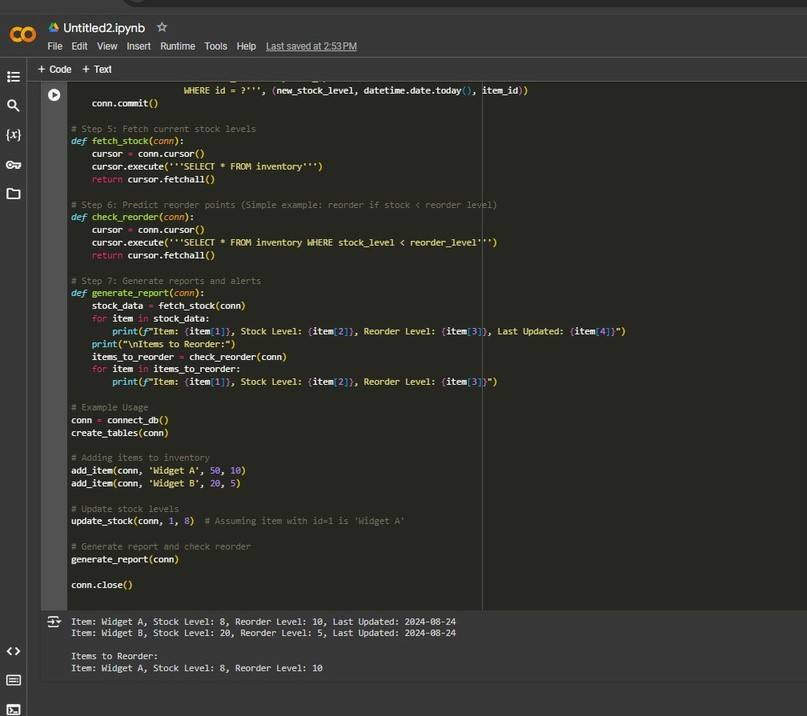 Untitled2.ipynb
File Edit View Insert Runtime Tools Help Last saved at 2:53 PM
+ Code + Text
WHERE id = ?''', (new_stock_level, datetime.date.today(), item_id))
    conn.commit()

# Step 5: Fetch current stock levels
def fetch_stock(conn):
    cursor = conn.cursor()
    cursor.execute('''SELECT * FROM inventory''')
    return cursor.fetchall()

# Step 6: Predict reorder points (Simple example: reorder if stock < reorder level)
def check_reorder(conn):
    cursor = conn.cursor()
    cursor.execute('''SELECT * FROM inventory WHERE stock_level < reorder_level''')
    return cursor.fetchall()

# Step 7: Generate reports and alerts
def generate_report(conn):
    stock_data = fetch_stock(conn)
    for item in stock_data:
        print(f"Item: {item[1]}, Stock Level: {item[2]}, Reorder Level: {item[3]}, Last Updated: {item[4]}")
    print("\nItems to Reorder:")
    items_to_reorder = check_reorder(conn)
    for item in items_to_reorder:
        print(f"Item: {item[1]}, Stock Level: {item[2]}, Reorder Level: {item[3]}")

# Example Usage
conn = connect_db()
create_tables(conn)

# Adding items to inventory
add_item(conn, 'Widget A', 50, 10)
add_item(conn, 'Widget B', 20, 5)

# Update stock levels
update_stock(conn, 1, 8)  # Assuming item with id=1 is 'Widget A'

# Generate report and check reorder
generate_report(conn)

conn.close()

Item: Widget A, Stock Level: 8, Reorder Level: 10, Last Updated: 2024-08-24
Item: Widget B, Stock Level: 20, Reorder Level: 5, Last Updated: 2024-08-24

Items to Reorder:
Item: Widget A, Stock Level: 8, Reorder Level: 10